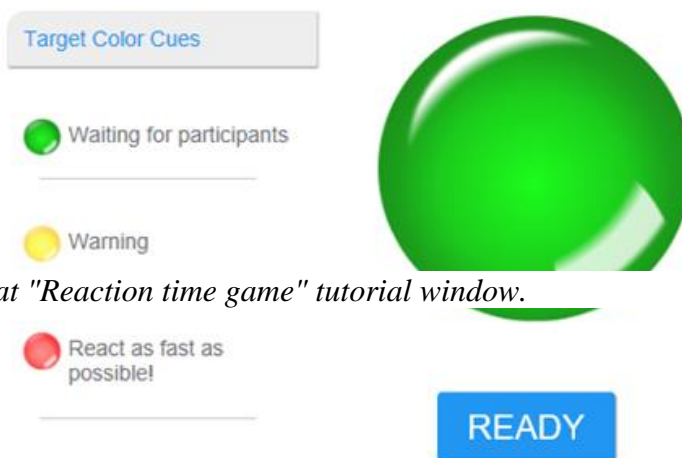 Target Color Cues
Waiting for participants
Warning
at "Reaction time game" tutorial window.
React as fast as
possible!
READY